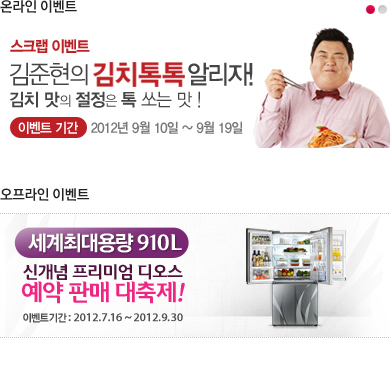 온라인 이벤트
스크랩 이벤트
김준현의 김치톡톡 알리자!
김치 맛의 절정은 톡 쏘는 맛 !
이벤트 기간 2012년 9월 10일 ~ 9월 19일
오프라인 이벤트
세계최대용량 910L
신개념 프리미엄 디오스
예약 판매 대축제!
이벤트기간 : 2012.7.16 ~ 2012.9.30